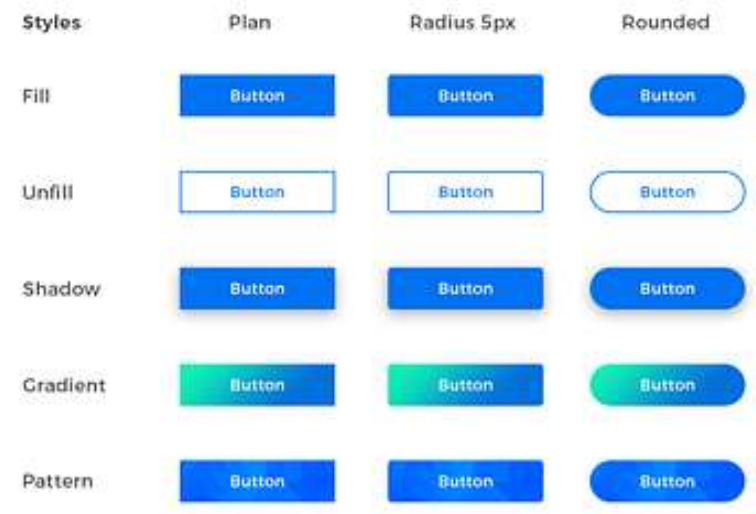 Styles Plan Radius 5px Rounded
Fill Button Button Button
Unfill Button Button Button
Shadow Button Button Button
Gradient Button Button Button
Pattern Button Button Button